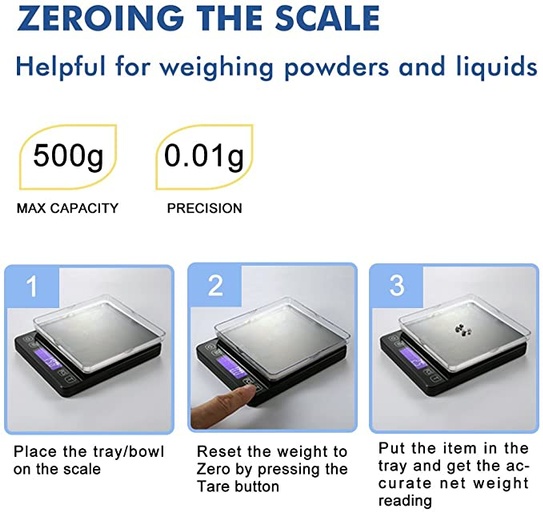 ZEROING THE SCALE
Helpful for weighing powders and liquids
500g
0.01g
MAX CAPACITY
PRECISION
1
2
3
Place the tray/bowl
on the scale
Reset the weight to
Zero by pressing the
Tare button
Put the item in the
tray and get the ac-
curate net weight
reading